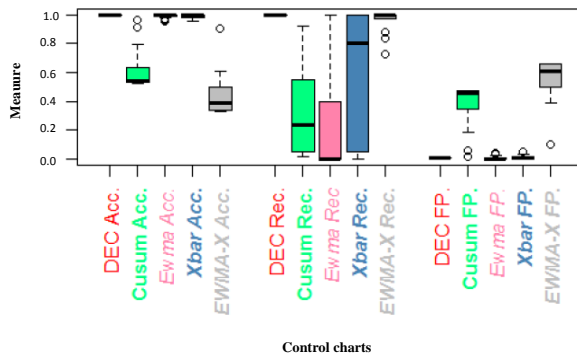 Meauure
1.0
0.8
0.6
0.4
0.2
0.0
DEC Acc.
Cusum Acc.
Ewma Acc.
Xbar Acc.
EWMA-X Acc.
DEC Rec.
Cusum Rec.
Ewma Rec
Xbar Rec.
EWMA-X Rec.
DEC FP.
Cusum FP.
Ewma FP.
Xbar FP.
EWMA-X FP.
Control charts